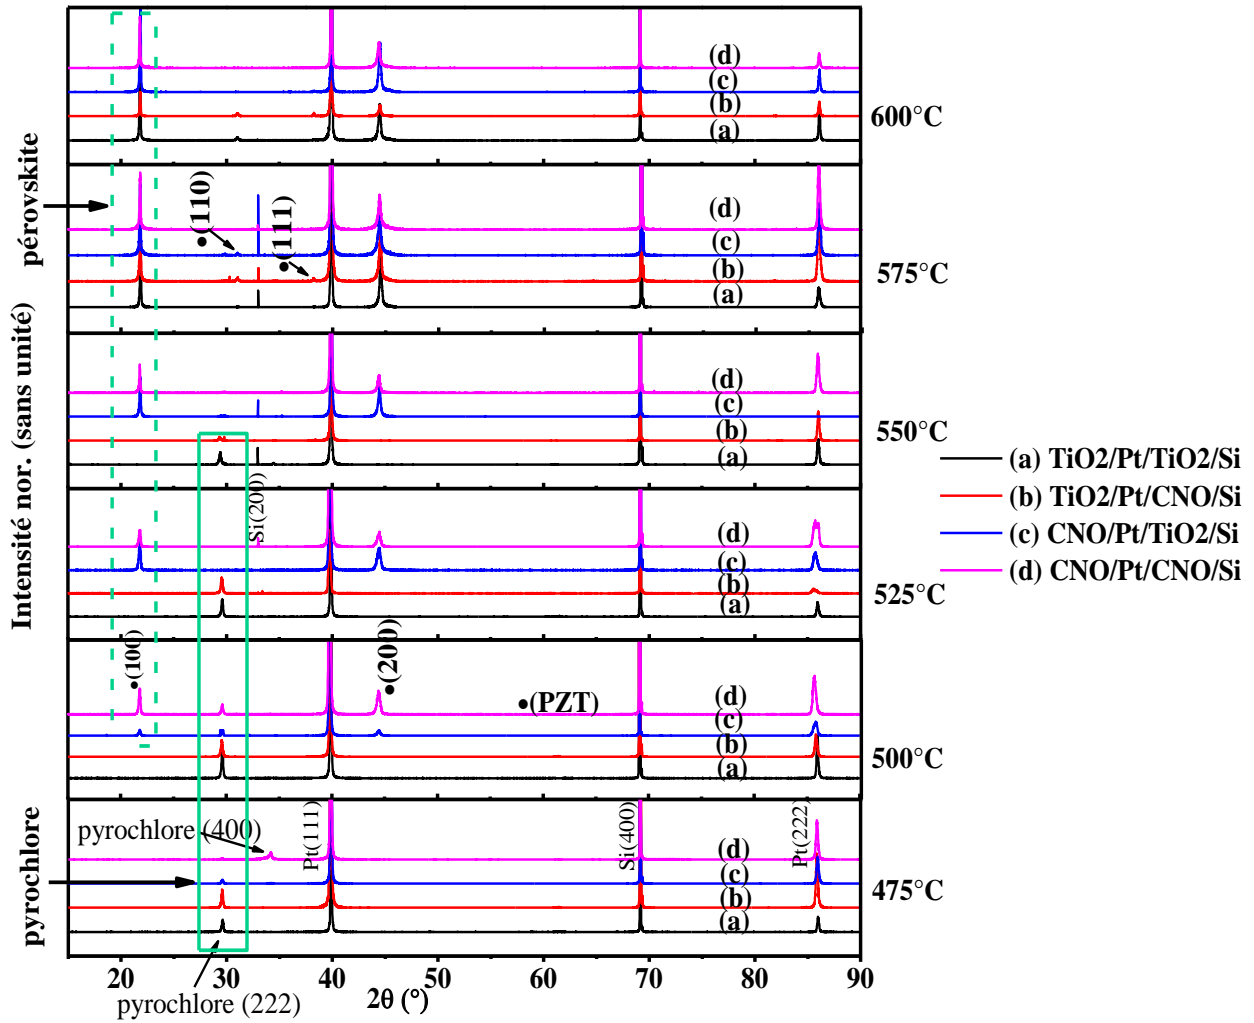 Intensité nor. (sans unité)
pérovskite
pyrochlore
(d)
(c)
(b)
(a)
600°C
•(110)
•(111)
(d)
(c)
(b)
(a)
575°C
(d)
(c)
(b)
(a)
550°C
Si(200)
(d)
(c)
(b)
(a)
525°C
•(100)
•(200)
•(PZT)
(d)
(c)
(b)
(a)
500°C
pyrochlore (400)
Pt(111)
Si(400)
Pt(222)
(d)
(c)
(b)
(a)
475°C
20 30 40 50 60 70 80 90
2θ (°)
pyrochlore (222)
(a) TiO2/Pt/TiO2/Si
(b) TiO2/Pt/CNO/Si
(c) CNO/Pt/TiO2/Si
(d) CNO/Pt/CNO/Si